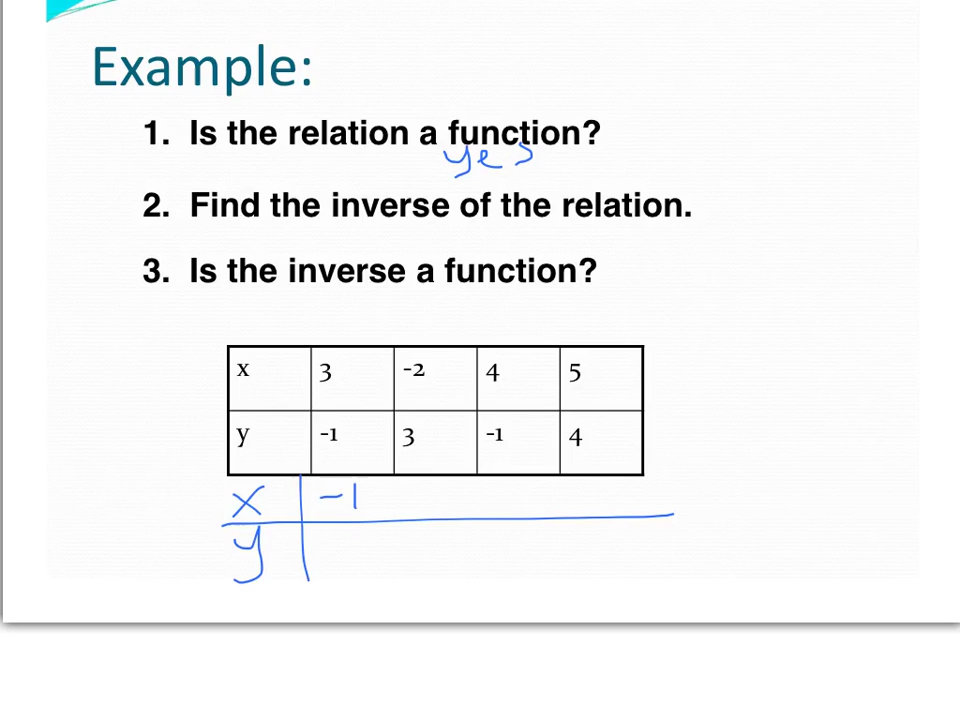 Example:
1. Is the relation a function?
yes
2. Find the inverse of the relation.
3. Is the inverse a function?
x 3 -2 4 5
y -1 3 -1 4
x -1
y